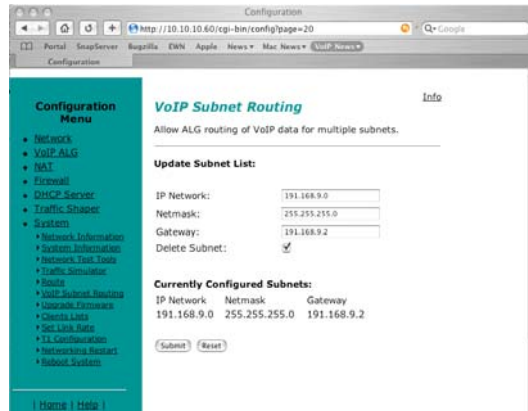 Configuration
http://10.10.10.60/cgi-bin/config?page=20
Q- Google
Portal SnapServer Bugzilla EWN Apple News Mac News VoIP News
Configuration
Configuration Menu
Network
VoIP ALG
NAT
Firewall
DHCP Server
Traffic Shaper
System
Network Information
System Information
Network Test Tools
Traffic Simulator
Route
VoIP Subnet Routing
Upgrade Firmware
Clients Lists
Set Link Rate
T1 Configuration
Networking Restart
Reboot System
| Home | Help |
VoIP Subnet Routing
Info
Allow ALG routing of VoIP data for multiple subnets.
Update Subnet List:
IP Network: 191.168.9.0
Netmask: 255.255.255.0
Gateway: 191.168.9.2
Delete Subnet:
Currently Configured Subnets:
IP Network Netmask Gateway
191.168.9.0 255.255.255.0 191.168.9.2
Submit Reset